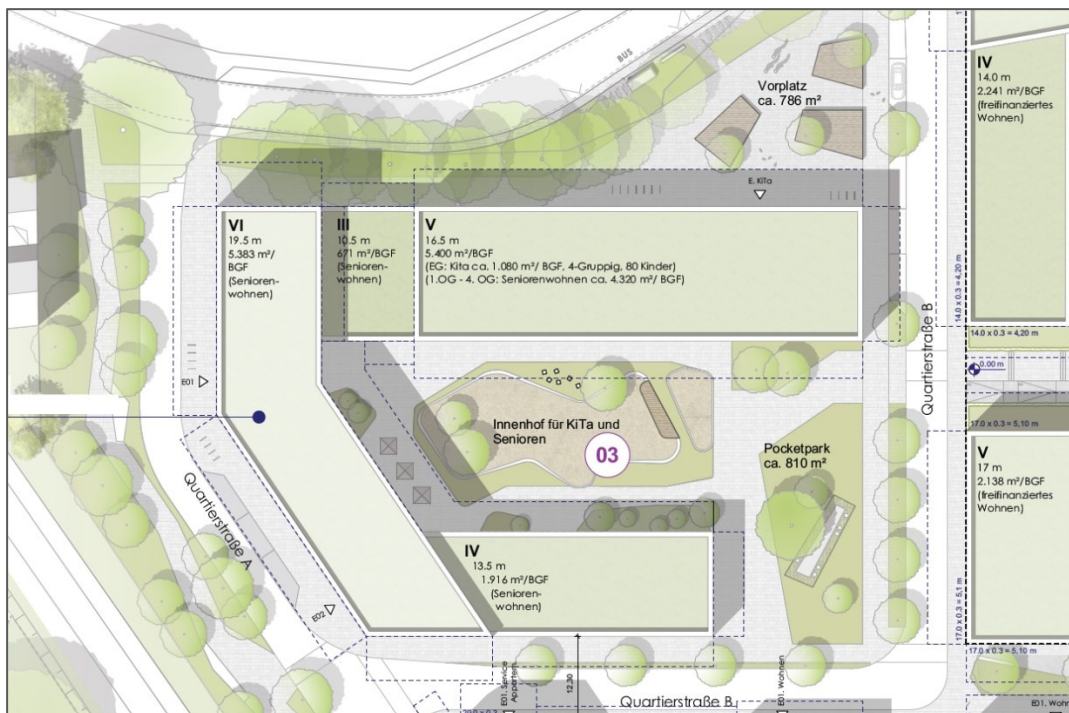 BUS
Vorplatz
ca. 786 m²
IV
14.0 m
2.241 m²/BGF
(freifinanziertes
Wohnen)
E. KiTa
VI
19.5 m
5.383 m²/
BGF
(Senioren-
wohnen)
III
10.5 m
671 m²/BGF
(Senioren-
wohnen)
V
16.5 m
5.400 m²/BGF
(EG: Kita ca. 1.080 m²/ BGF, 4-Gruppig, 80 Kinder)
(1.OG - 4. OG: Seniorenwohnen ca. 4.320 m²/ BGF)
14.0 x 0.3 = 4,20 m
Quartierstraße B
14.0 x 0.3 = 4,20 m
0.00 m
E01
17.0 x 0.3 = 5,10 m
Innenhof für KiTa und
Senioren
03
Pocketpark
ca. 810 m²
V
17 m
2.138 m²/BGF
(freifinanziertes
Wohnen)
Quartierstraße A
IV
13.5 m
1.916 m²/BGF
(Senioren-
wohnen)
E02
17.0 x 0.3 = 5,1 m
17.0 x 0.3 = 5,10 m
E01. Service
Appartem.
12.30
Quartierstraße B
E01. Wohnen